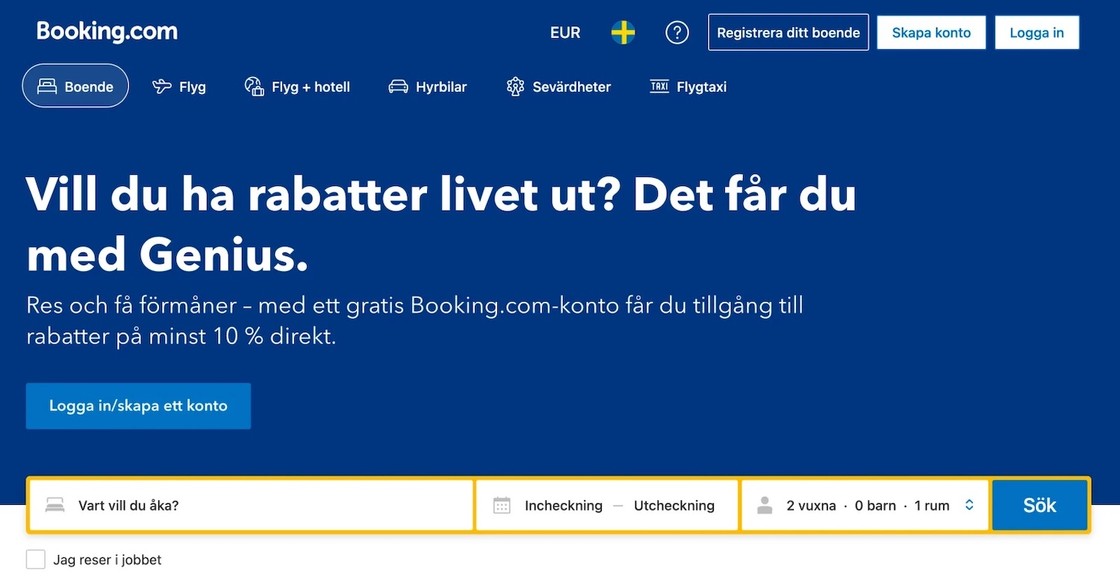 Booking.com
EUR
Registrera ditt boende
Skapa konto
Logga in
Boende
Flyg
Flyg + hotell
Hyrbilar
Sevärdheter
TAXI Flygtaxi
Vill du ha rabatter livet ut? Det får du
med Genius.
Res och få förmåner – med ett gratis Booking.com-konto får du tillgång till
rabatter på minst 10 % direkt.
Logga in/skapa ett konto
Vart vill du åka?
Incheckning — Utcheckning
2 vuxna · 0 barn · 1 rum
Sök
Jag reser i jobbet